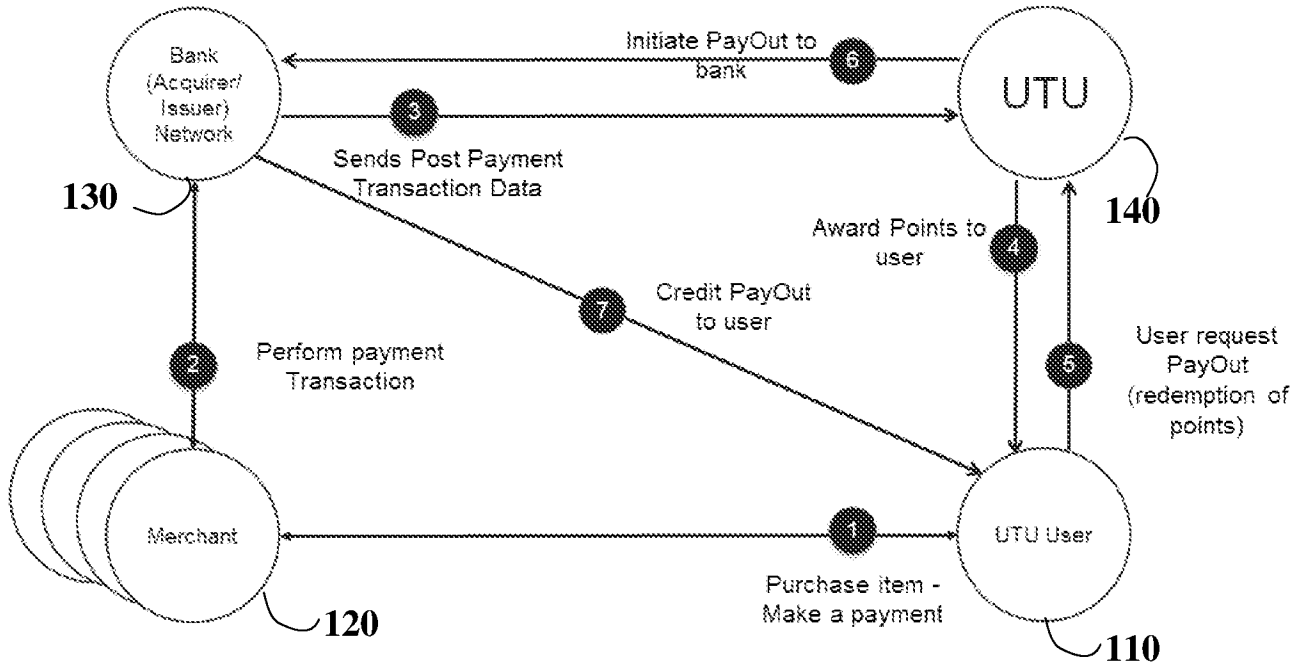 Bank
(Acquirer/
Issuer)
Network
130
Initiate PayOut to
bank
6
UTU
140
3
Sends Post Payment
Transaction Data
Award Points to
user
4
7
Credit PayOut
to user
2
Perform payment
Transaction
5
User request
PayOut
(redemption of
points)
Merchant
120
1
Purchase item -
Make a payment
UTU User
110